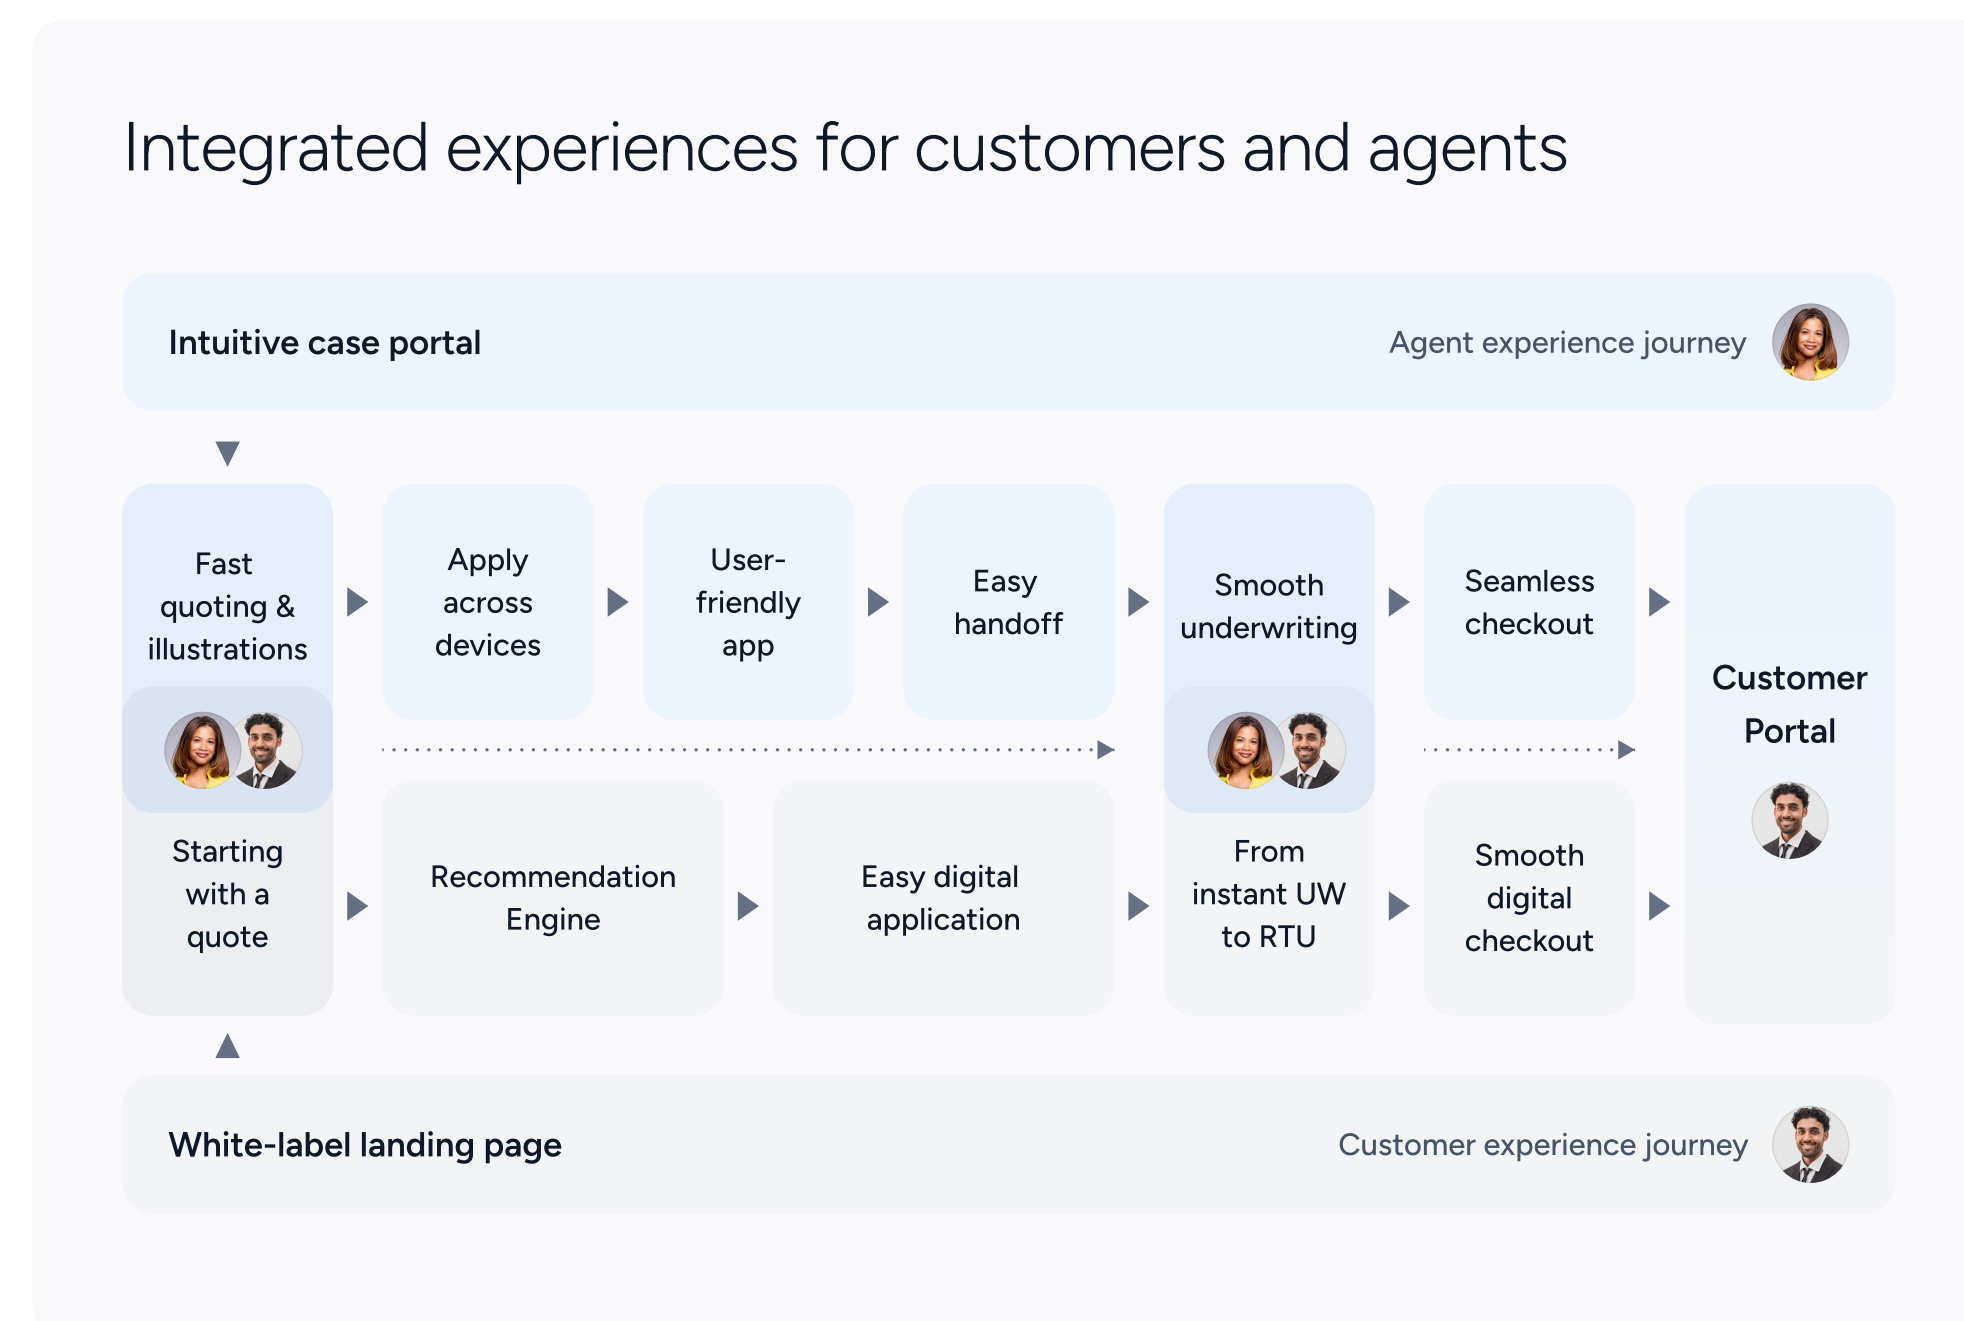 Integrated experiences for customers and agents
Intuitive case portal
Agent experience journey
Fast
quoting &
illustrations
Apply
across
devices
User-
friendly
app
Easy
handoff
Smooth
underwriting
Seamless
checkout
Customer
Portal
Starting
with a
quote
Recommendation
Engine
Easy digital
application
From
instant UW
to RTU
Smooth
digital
checkout
White-label landing page
Customer experience journey